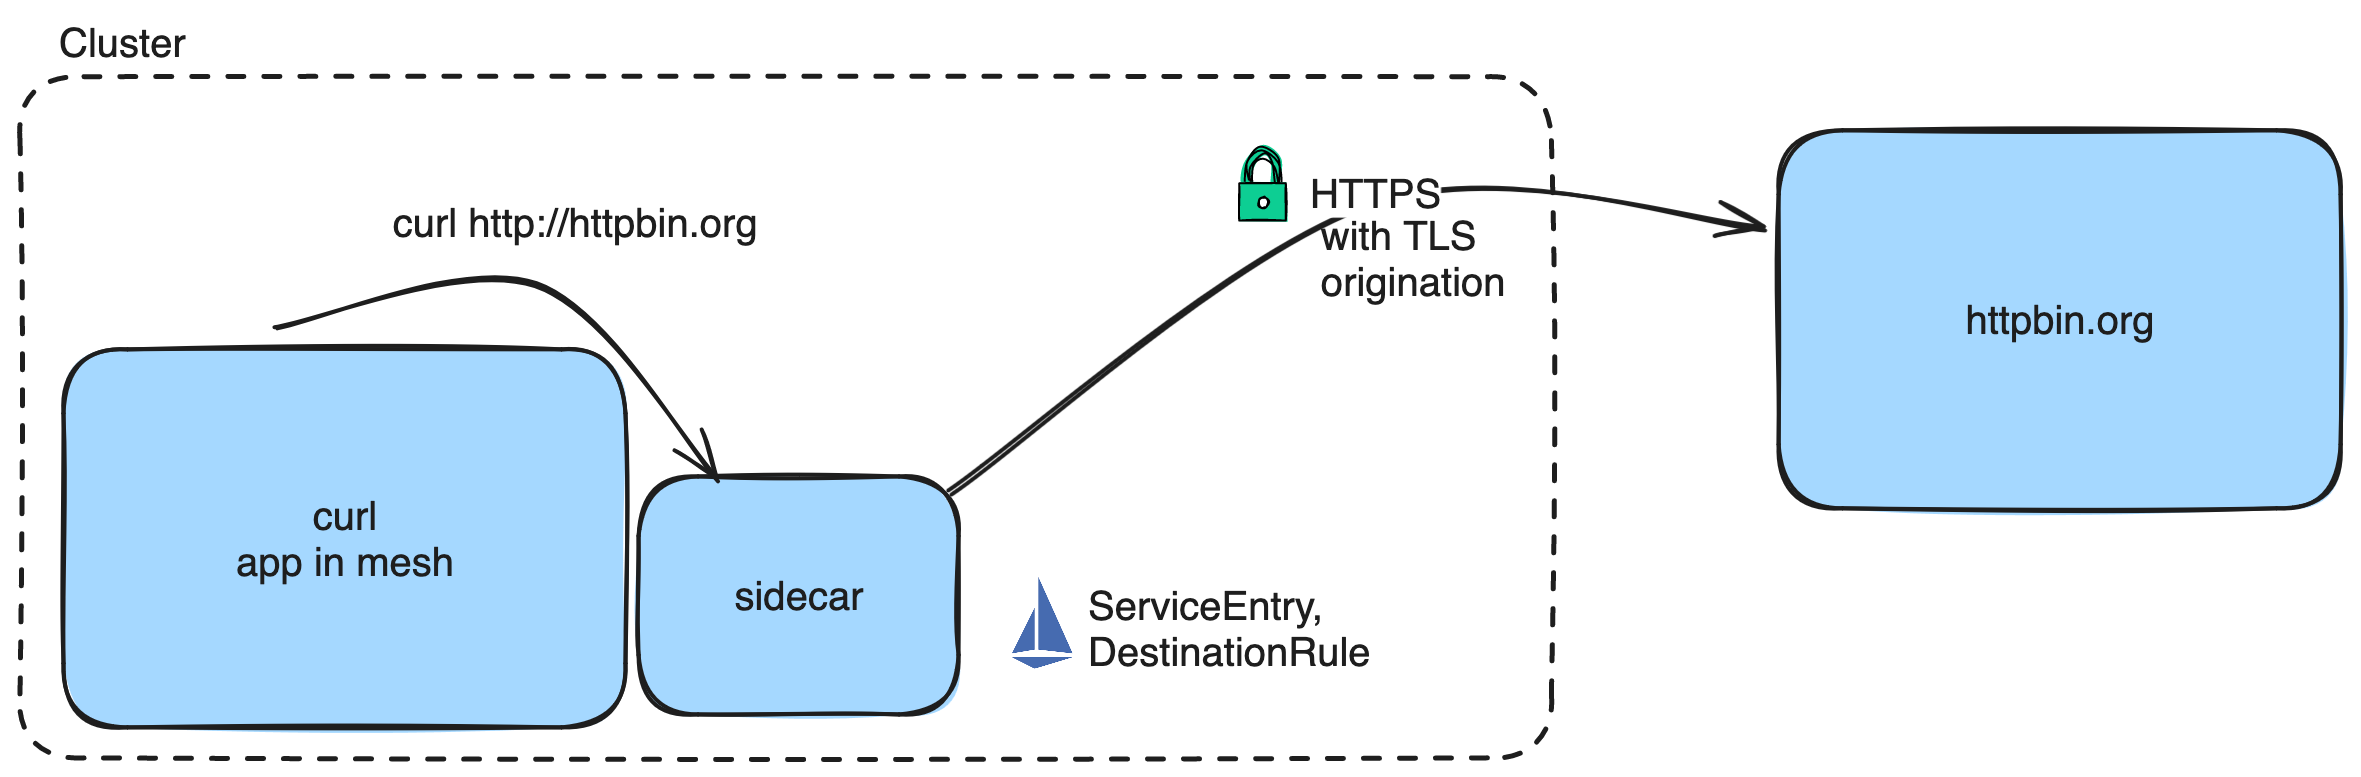 Cluster
curl http://httpbin.org
HTTPS
with TLS
origination
httpbin.org
curl
app in mesh
sidecar
ServiceEntry,
DestinationRule